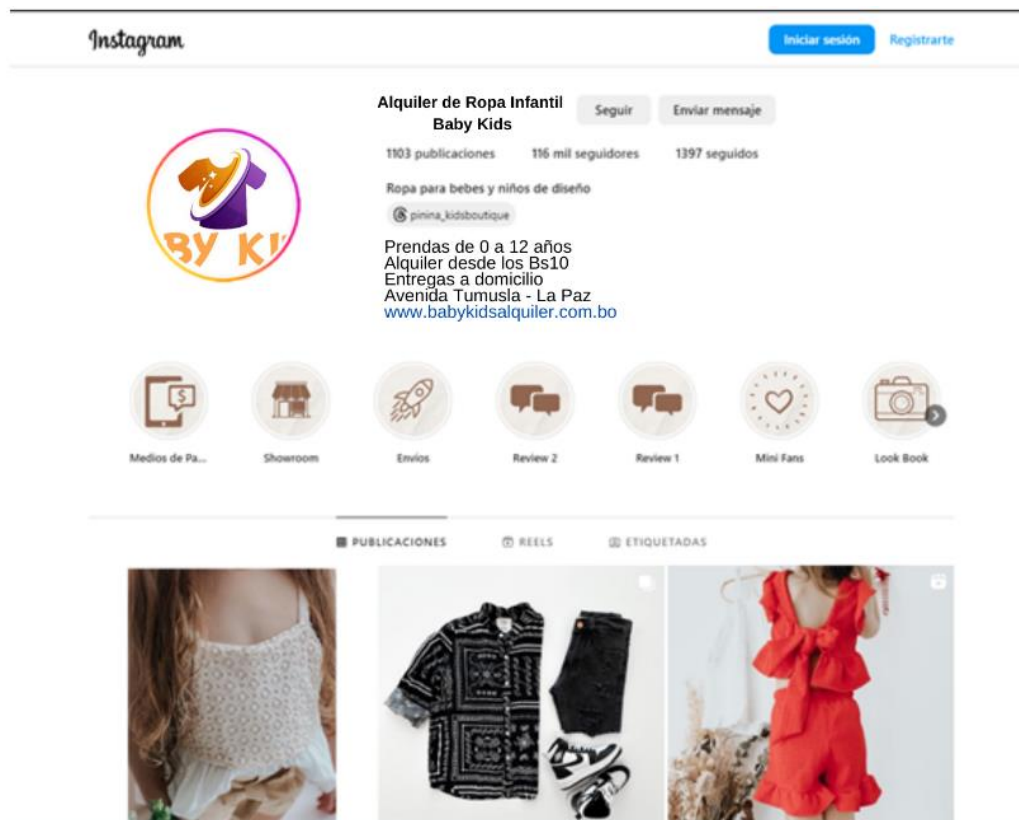 Instagram
Iniciar sesión
Registrarte
Alquiler de Ropa Infantil
Baby Kids
Seguir
Enviar mensaje
1103 publicaciones
116 mil seguidores
1397 seguidos
Ropa para bebes y niños de diseño
pinina_kidsboutique
BY KI
Prendas de 0 a 12 años
Alquiler desde los Bs10
Entregas a domicilio
Avenida Tumusla - La Paz
www.babykidsalquiler.com.bo
Medios de Pa...
Showroom
Envios
Review 2
Review 1
Mini Fans
Look Book
PUBLICACIONES
REELS
ETIQUETADAS